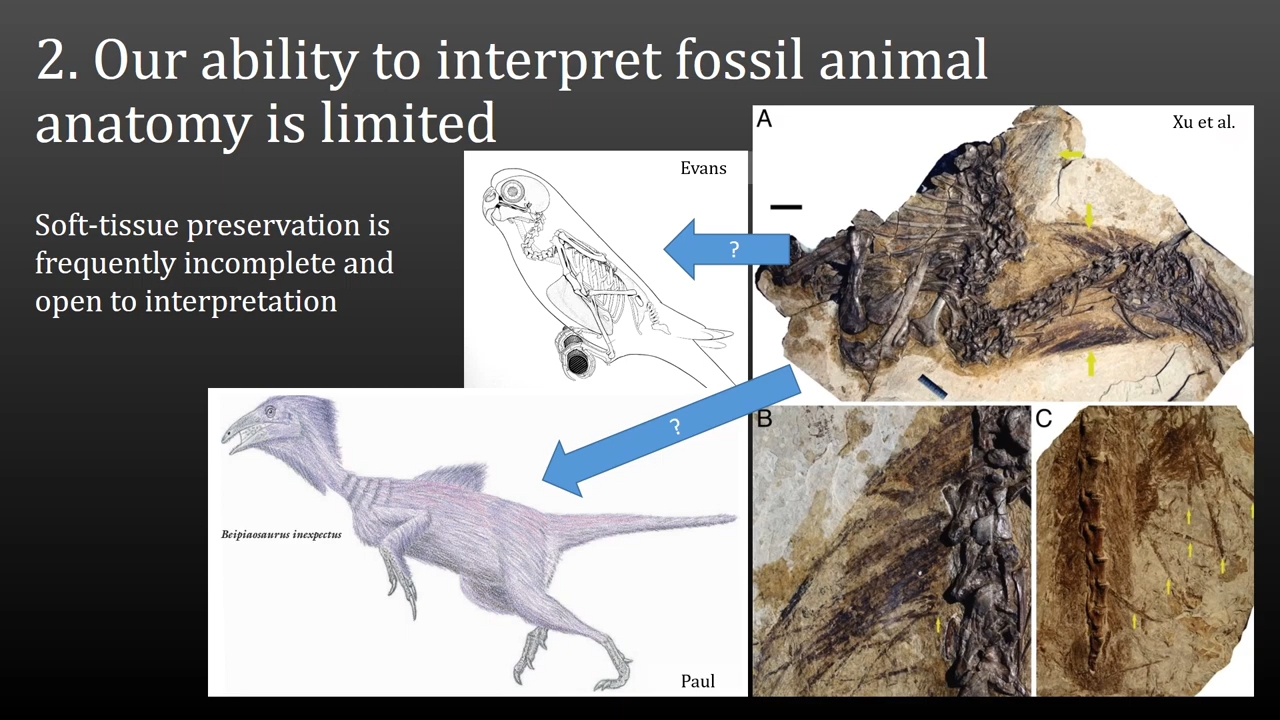 2. Our ability to interpret fossil animal
anatomy is limited
Soft-tissue preservation is
frequently incomplete and
open to interpretation
Evans
A
Xu et al.
?
?
B
C
Beipiaosaurus inexpectus
Paul